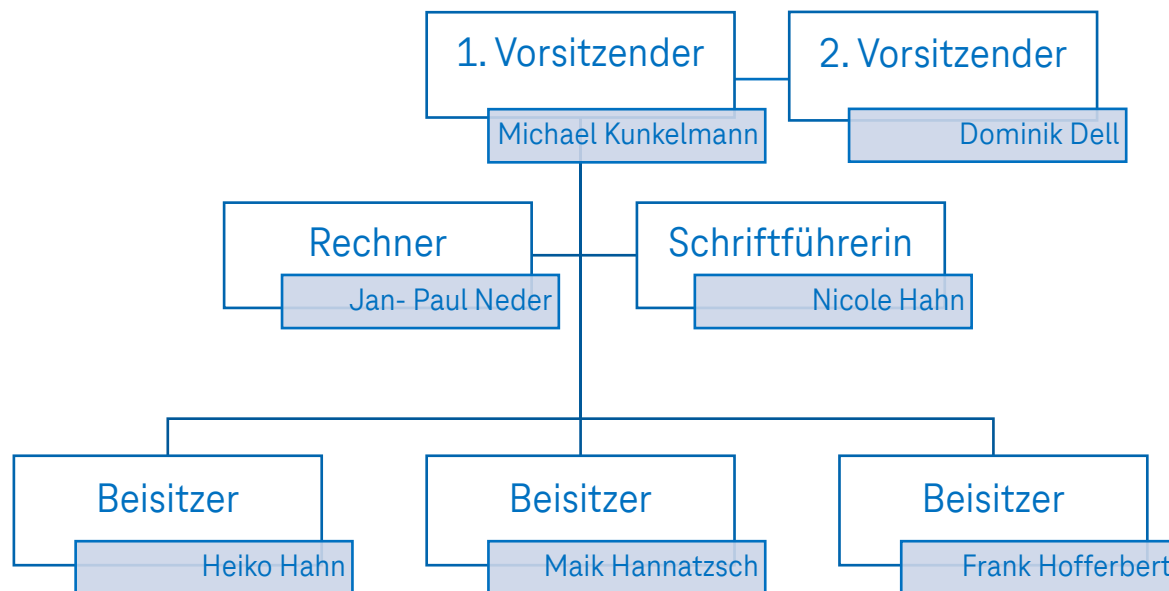 1. Vorsitzender
Michael Kunkelmann
2. Vorsitzender
Dominik Dell
Rechner
Jan- Paul Neder
Schriftführerin
Nicole Hahn
Beisitzer
Heiko Hahn
Beisitzer
Maik Hannatzsch
Beisitzer
Frank Hofferbert